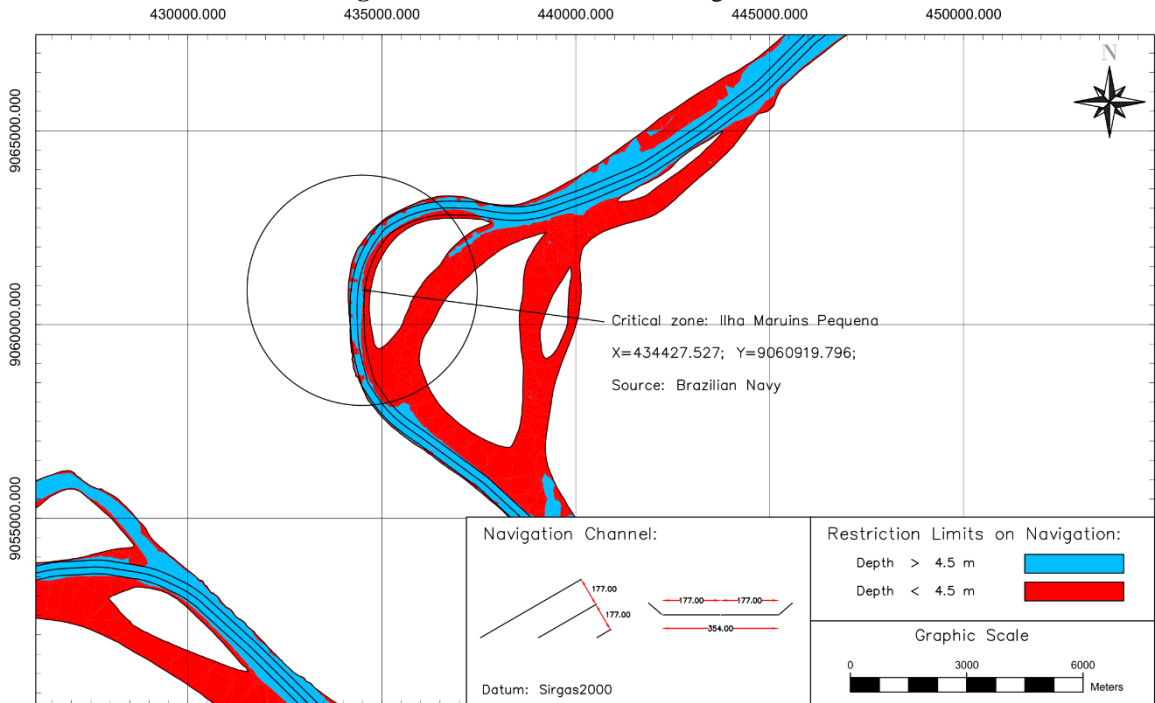 430000.000 435000.000 440000.000 445000.000 450000.000
N
9065000.000
9060000.000
9055000.000
Critical zone: Ilha Maruins Pequena
X=434427.527; Y=9060919.796;
Source: Brazilian Navy
Navigation Channel:
177.00
177.00
177.00 177.00
354.00
Datum: Sirgas2000
Restriction Limits on Navigation:
Depth > 4.5 m
Depth < 4.5 m
Graphic Scale
0 3000 6000
Meters